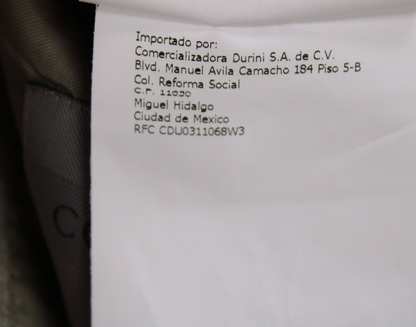 Importado por:
Comercializadora Durini S.A. de C.V.
Blvd. Manuel Avila Camacho 184 Piso 5-B
Col. Reforma Social
C.P. 11650
Miguel Hidalgo
Ciudad de Mexico
RFC CDU0311068W3